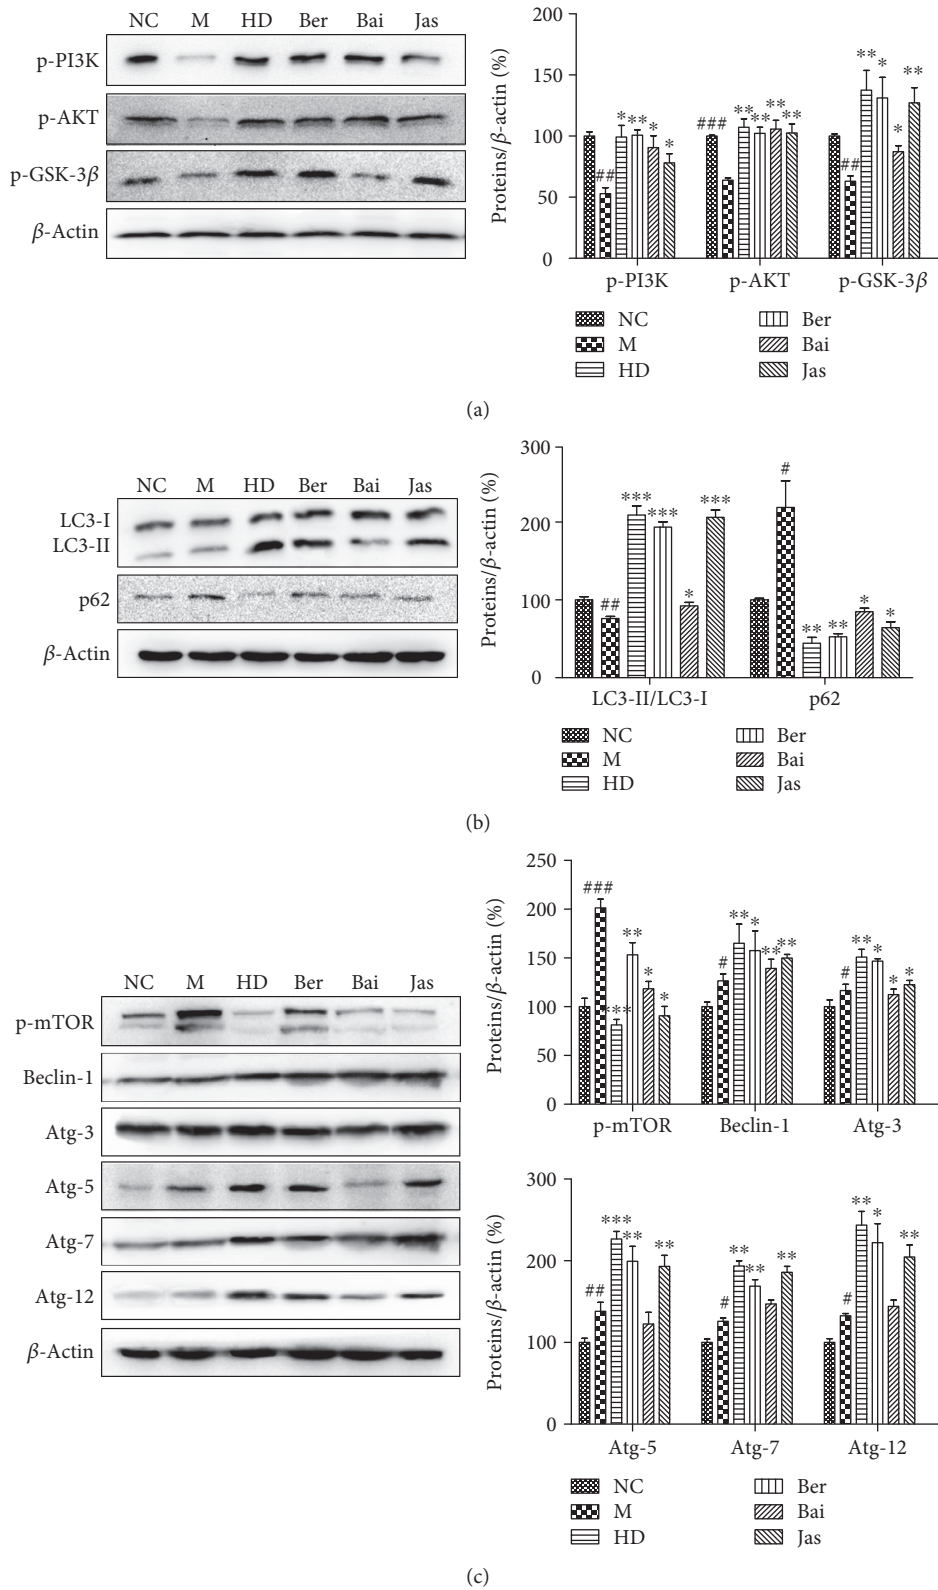 NC M HD Ber Bai Jas
p-PI3K
p-AKT
p-GSK-3β
β-Actin
Proteins/β-actin (%)
200
150
100
50
0
## * ** * *
### ** ** ** **
## ** * * **
p-PI3K p-AKT p-GSK-3β
NC Ber
M Bai
HD Jas
(a)
NC M HD Ber Bai Jas
LC3-I
LC3-II
p62
β-Actin
Proteins/β-actin (%)
300
200
100
0
## *** *** * ***
# ** ** * *
LC3-II/LC3-I p62
NC Ber
M Bai
HD Jas
(b)
NC M HD Ber Bai Jas
p-mTOR
Beclin-1
Atg-3
Atg-5
Atg-7
Atg-12
β-Actin
Proteins/β-actin (%)
250
200
150
100
50
0
### *** ** * *
# ** * ** **
# ** * * *
p-mTOR Beclin-1 Atg-3
Proteins/β-actin (%)
300
200
100
0
## *** ** **
# ** ** **
# ** * **
Atg-5 Atg-7 Atg-12
NC Ber
M Bai
HD Jas
(c)